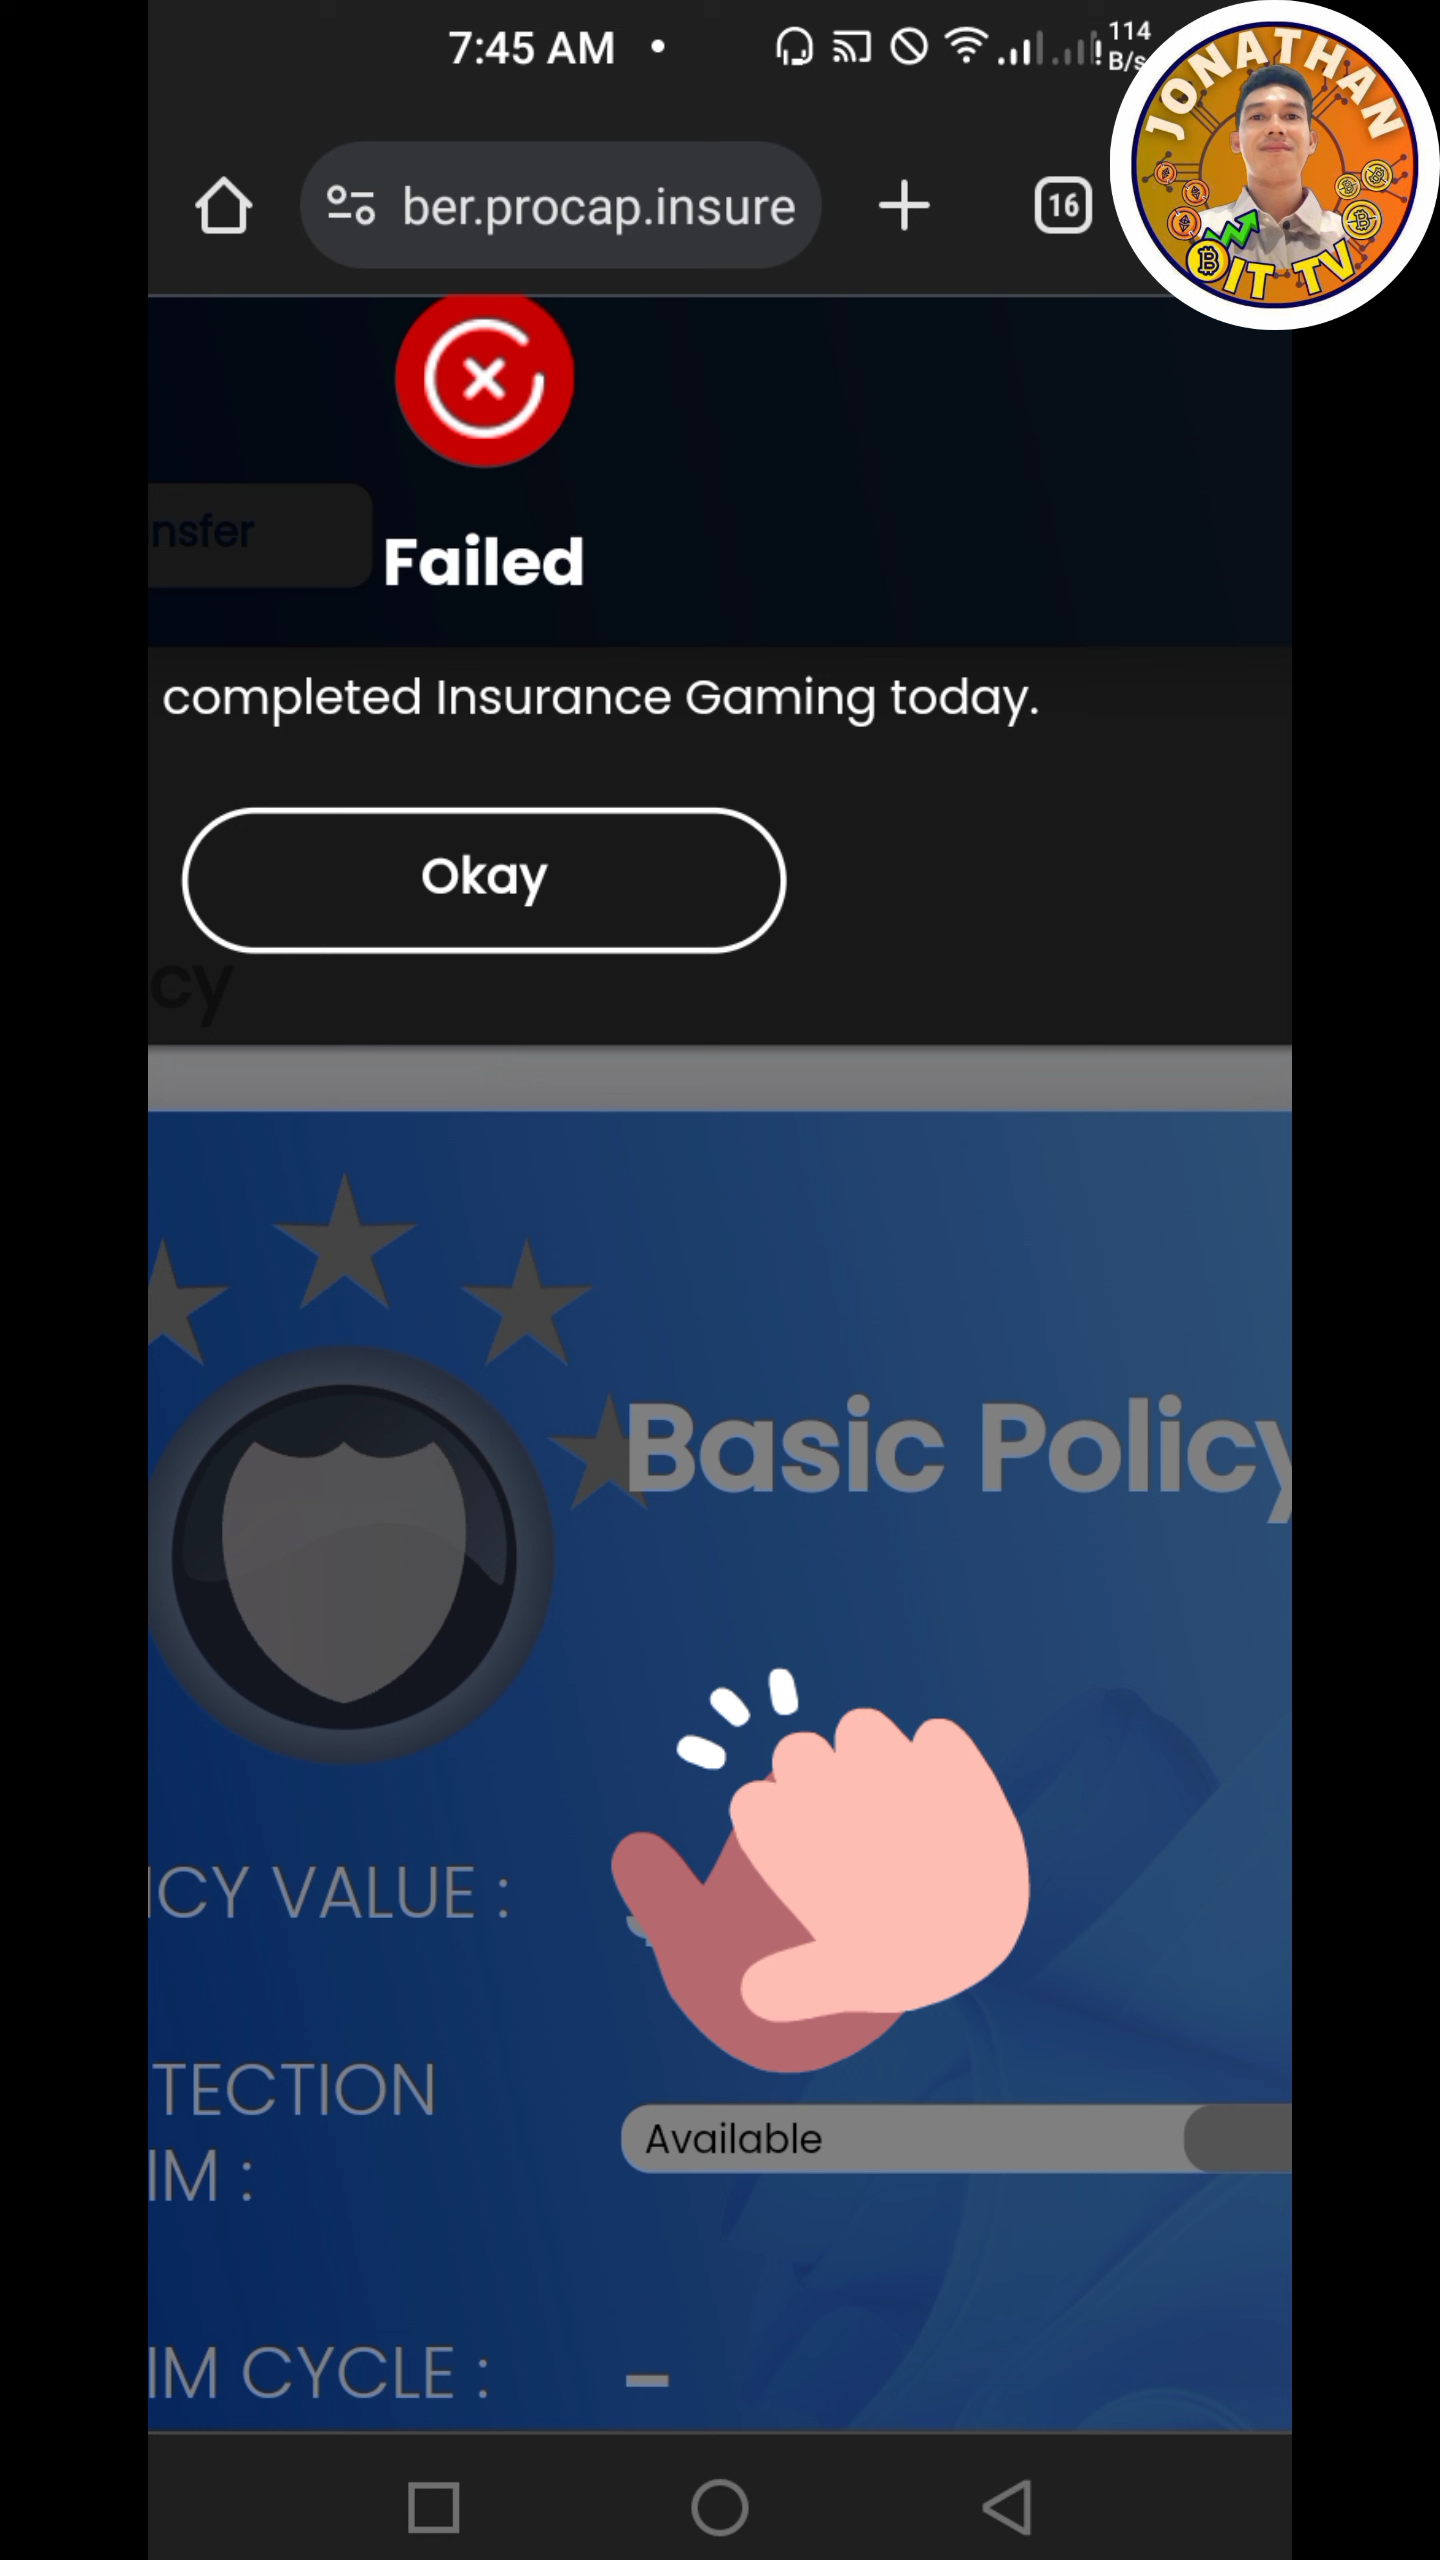 7:45 AM
114
B/s
JONATHAN
BIT TV
ber.procap.insure
16
nsfer
Failed
completed Insurance Gaming today.
Okay
cy
Basic Policy
ICY VALUE :
TECTION
IM :
Available
IM CYCLE :
-